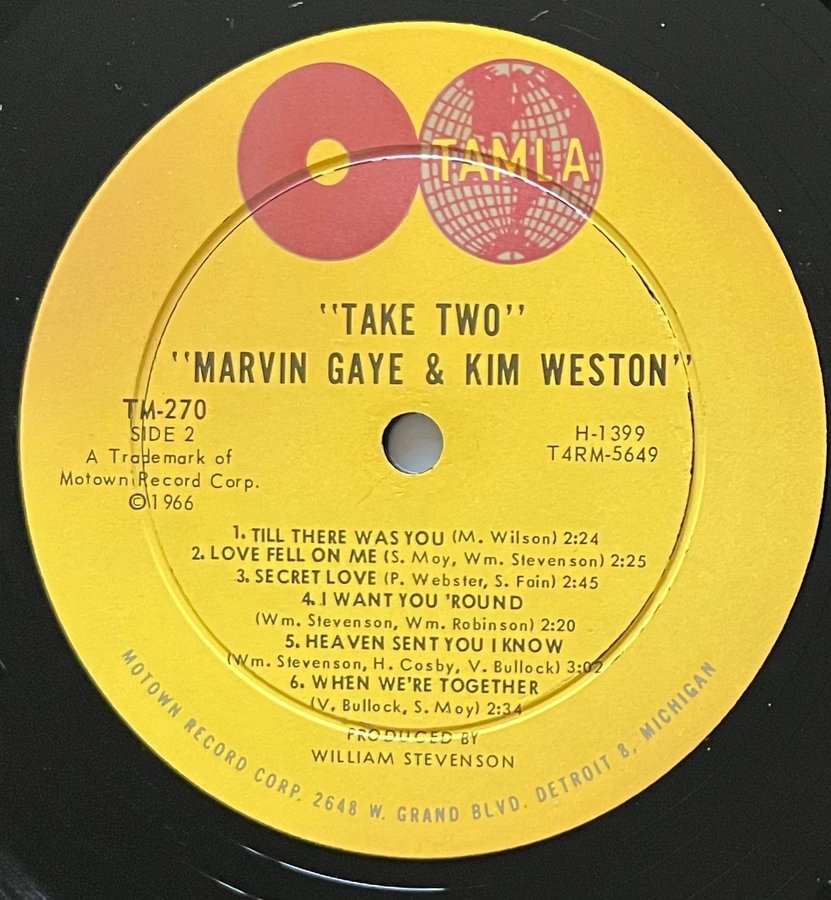 TAMLA
"TAKE TWO"
"MARVIN GAYE & KIM WESTON"
TM-270
SIDE 2
A Trademark of
Motown Record Corp.
©1966
H-1399
T4RM-5649
1. TILL THERE WAS YOU (M. Wilson) 2:24
2. LOVE FELL ON ME (S. Moy, Wm. Stevenson) 2:25
3. SECRET LOVE (P. Webster, S. Fain) 2:45
4. I WANT YOU 'ROUND
(Wm. Stevenson, Wm. Robinson) 2:20
5. HEAVEN SENT YOU I KNOW
(Wm. Stevenson, H. Cosby, V. Bullock) 3:02
6. WHEN WE'RE TOGETHER
(V. Bullock, S. Moy) 2:34
PRODUCED BY
WILLIAM STEVENSON
MOTOWN RECORD CORP. 2648 W. GRAND BLVD. DETROIT 8, MICHIGAN